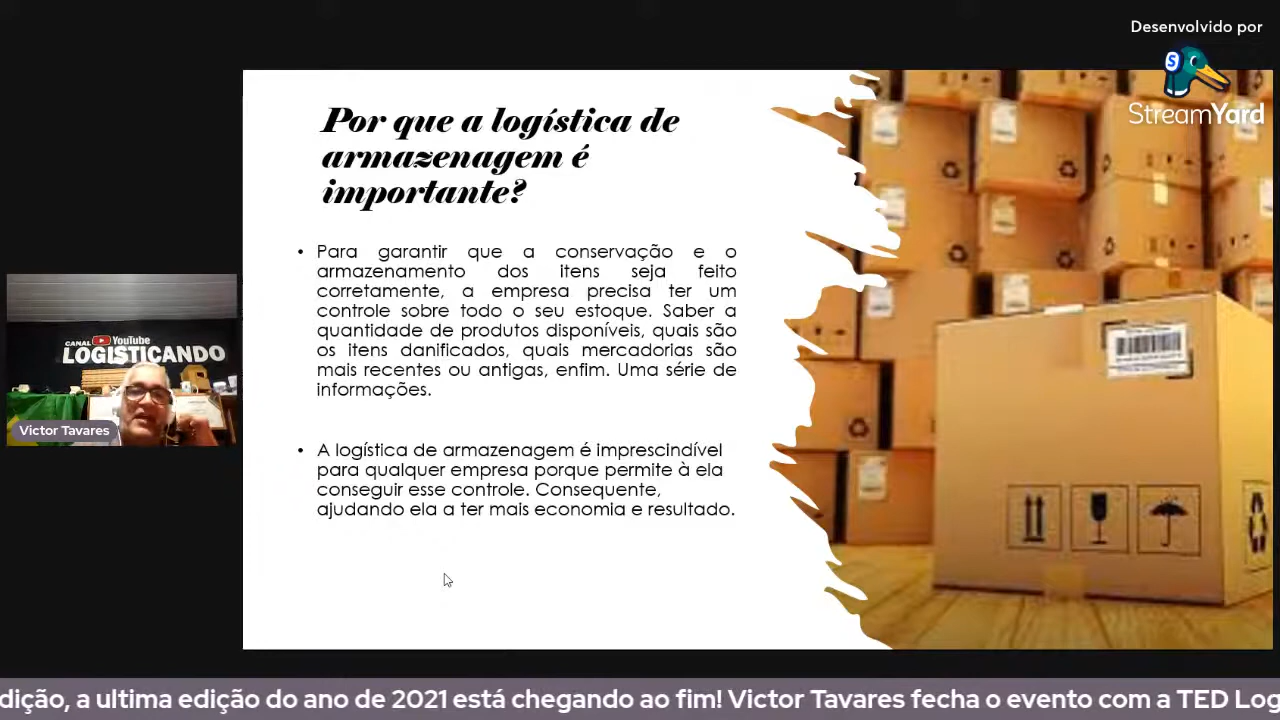 Desenvolvido por
StreamYard
Por que a logística de
armazenagem é
importante?
• Para garantir que a conservação e o
armazenamento dos itens seja feito
corretamente, a empresa precisa ter um
controle sobre todo o seu estoque. Saber a
quantidade de produtos disponíveis, quais são
os itens danificados, quais mercadorias são
mais recentes ou antigas, enfim. Uma série de
informações.
• A logística de armazenagem é imprescindível
para qualquer empresa porque permite à ela
conseguir esse controle. Consequente,
ajudando ela a ter mais economia e resultado.
CANAL YouTube
LOGISTICANDO
Victor Tavares
dição, a ultima edição do ano de 2021 está chegando ao fim! Victor Tavares fecha o evento com a TED Log